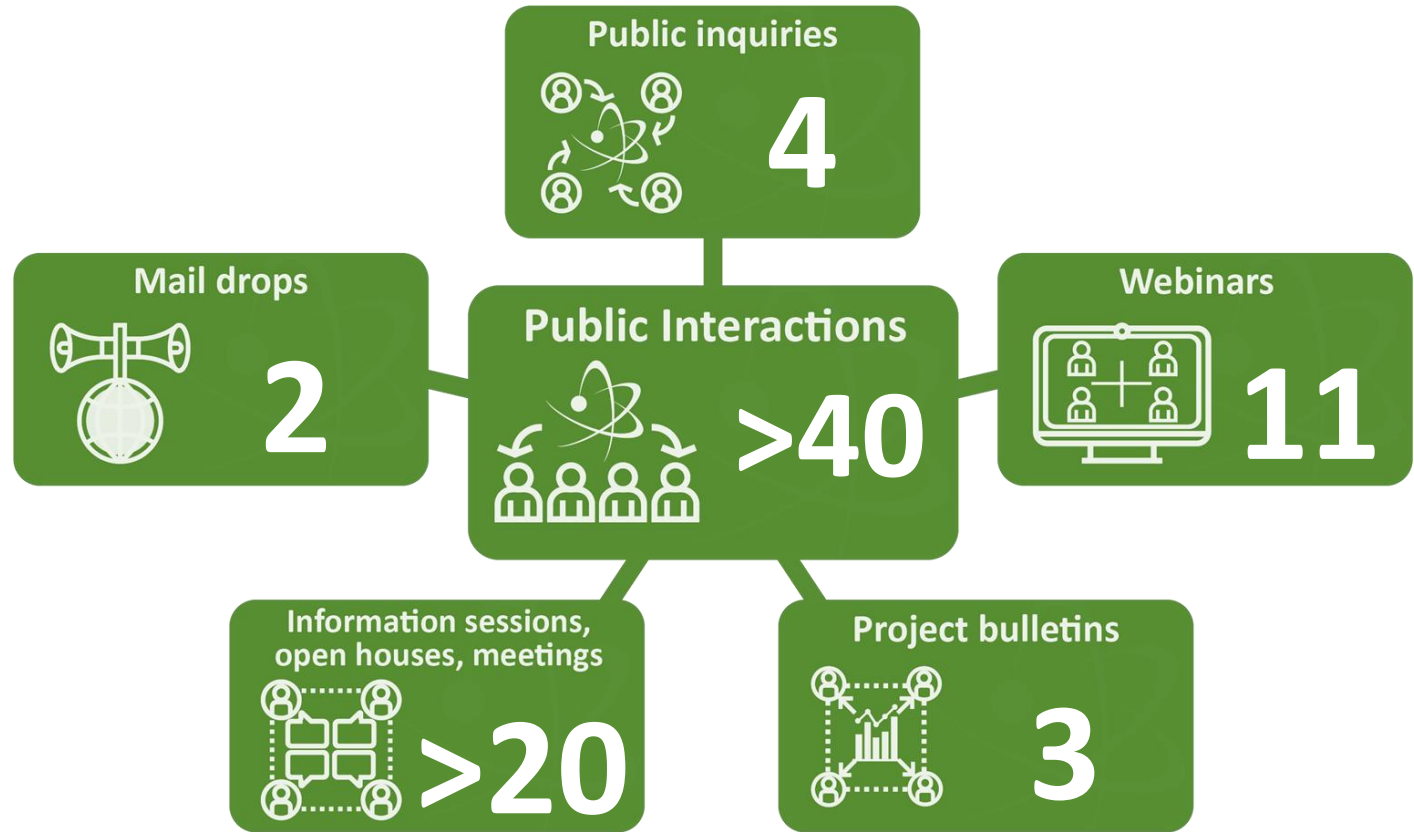 Public inquiries
4
Mail drops
2
Public Interactions
>40
Webinars
11
Information sessions,
open houses, meetings
>20
Project bulletins
3